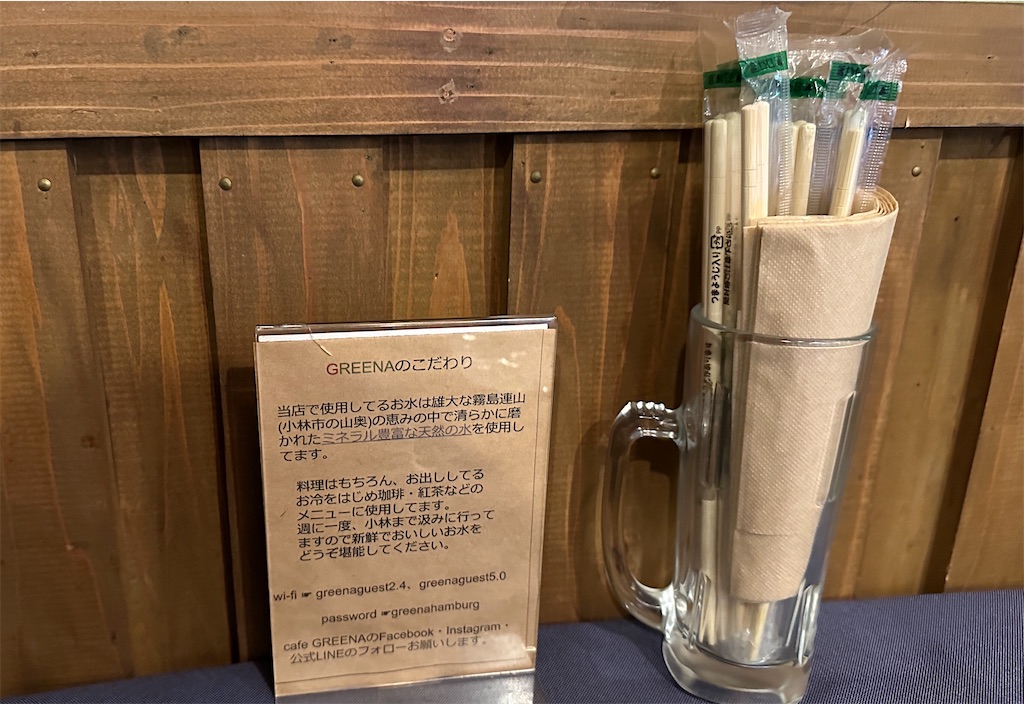 GREENAのこだわり
当店で使用してるお水は雄大な霧島連山
(小林市の山奥)の恵みの中で清らかに磨
かれたミネラル豊富な天然の水を使用し
てます。
料理はもちろん、お出ししてる
お冷をはじめ珈琲・紅茶などの
メニューに使用してます。
週に一度、小林まで汲みに行って
ますので新鮮でおいしいお水を
どうぞ堪能してください。
wi-fi ☛ greenaguest2.4、greenaguest5.0
password ☛greenahamburg
cafe GREENAのFacebook・Instagram・
公式LINEのフォローお願いします。
つまようじ入り